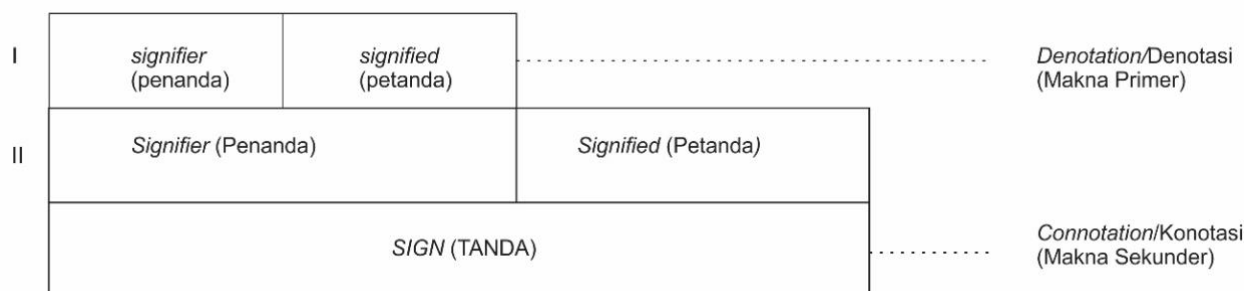 I
signifier
(penanda)
signified
(petanda)
Denotation/Denotasi
(Makna Primer)
II
Signifier (Penanda)
Signified (Petanda)
SIGN (TANDA)
Connotation/Konotasi
(Makna Sekunder)